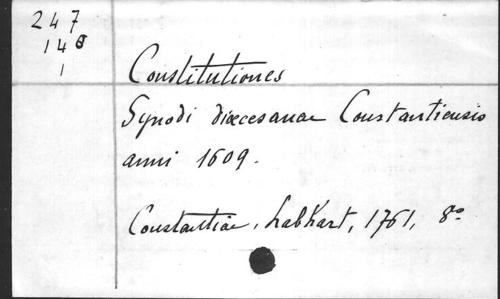 247
148
1
Constitutiones
Synodi dioecesanae Constantiensis
anni 1609.
Constantiae, Labhart, 1761, 8º